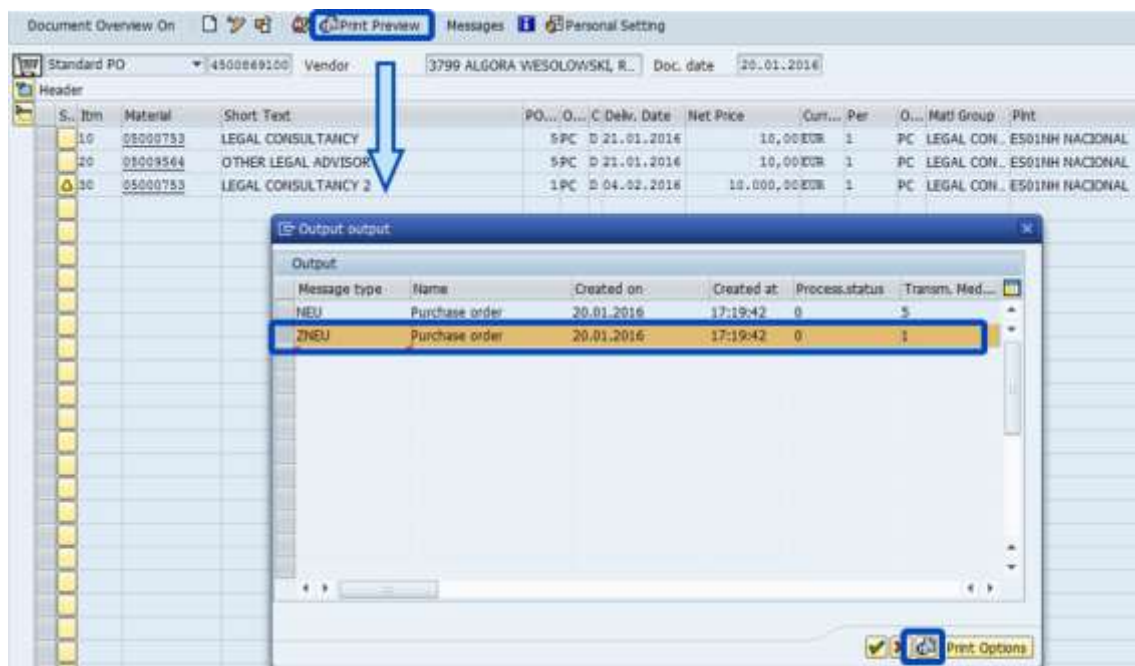 Document Overview On Print Preview Messages Personal Setting
Standard PO 4500869100 Vendor 3799 ALGORA WESOLOWSKI, R... Doc. date 20.01.2016
Header
S.. Itm Material Short Text PO... O... C Deliv. Date Net Price Curr... Per O... Matl Group Plnt
10 05000753 LEGAL CONSULTANCY 5 PC D 21.01.2016 10,00 EUR 1 PC LEGAL CON.. ES01NH NACIONAL
20 05009564 OTHER LEGAL ADVISOR 5 PC D 21.01.2016 10,00 EUR 1 PC LEGAL CON.. ES01NH NACIONAL
30 05000753 LEGAL CONSULTANCY 2 1 PC D 04.02.2016 10.000,00 EUR 1 PC LEGAL CON.. ES01NH NACIONAL
Output output
Output
Message type Name Created on Created at Process.status Transm. Med...
NEU Purchase order 20.01.2016 17:19:42 0 5
ZNEU Purchase order 20.01.2016 17:19:42 0 1
Print Options